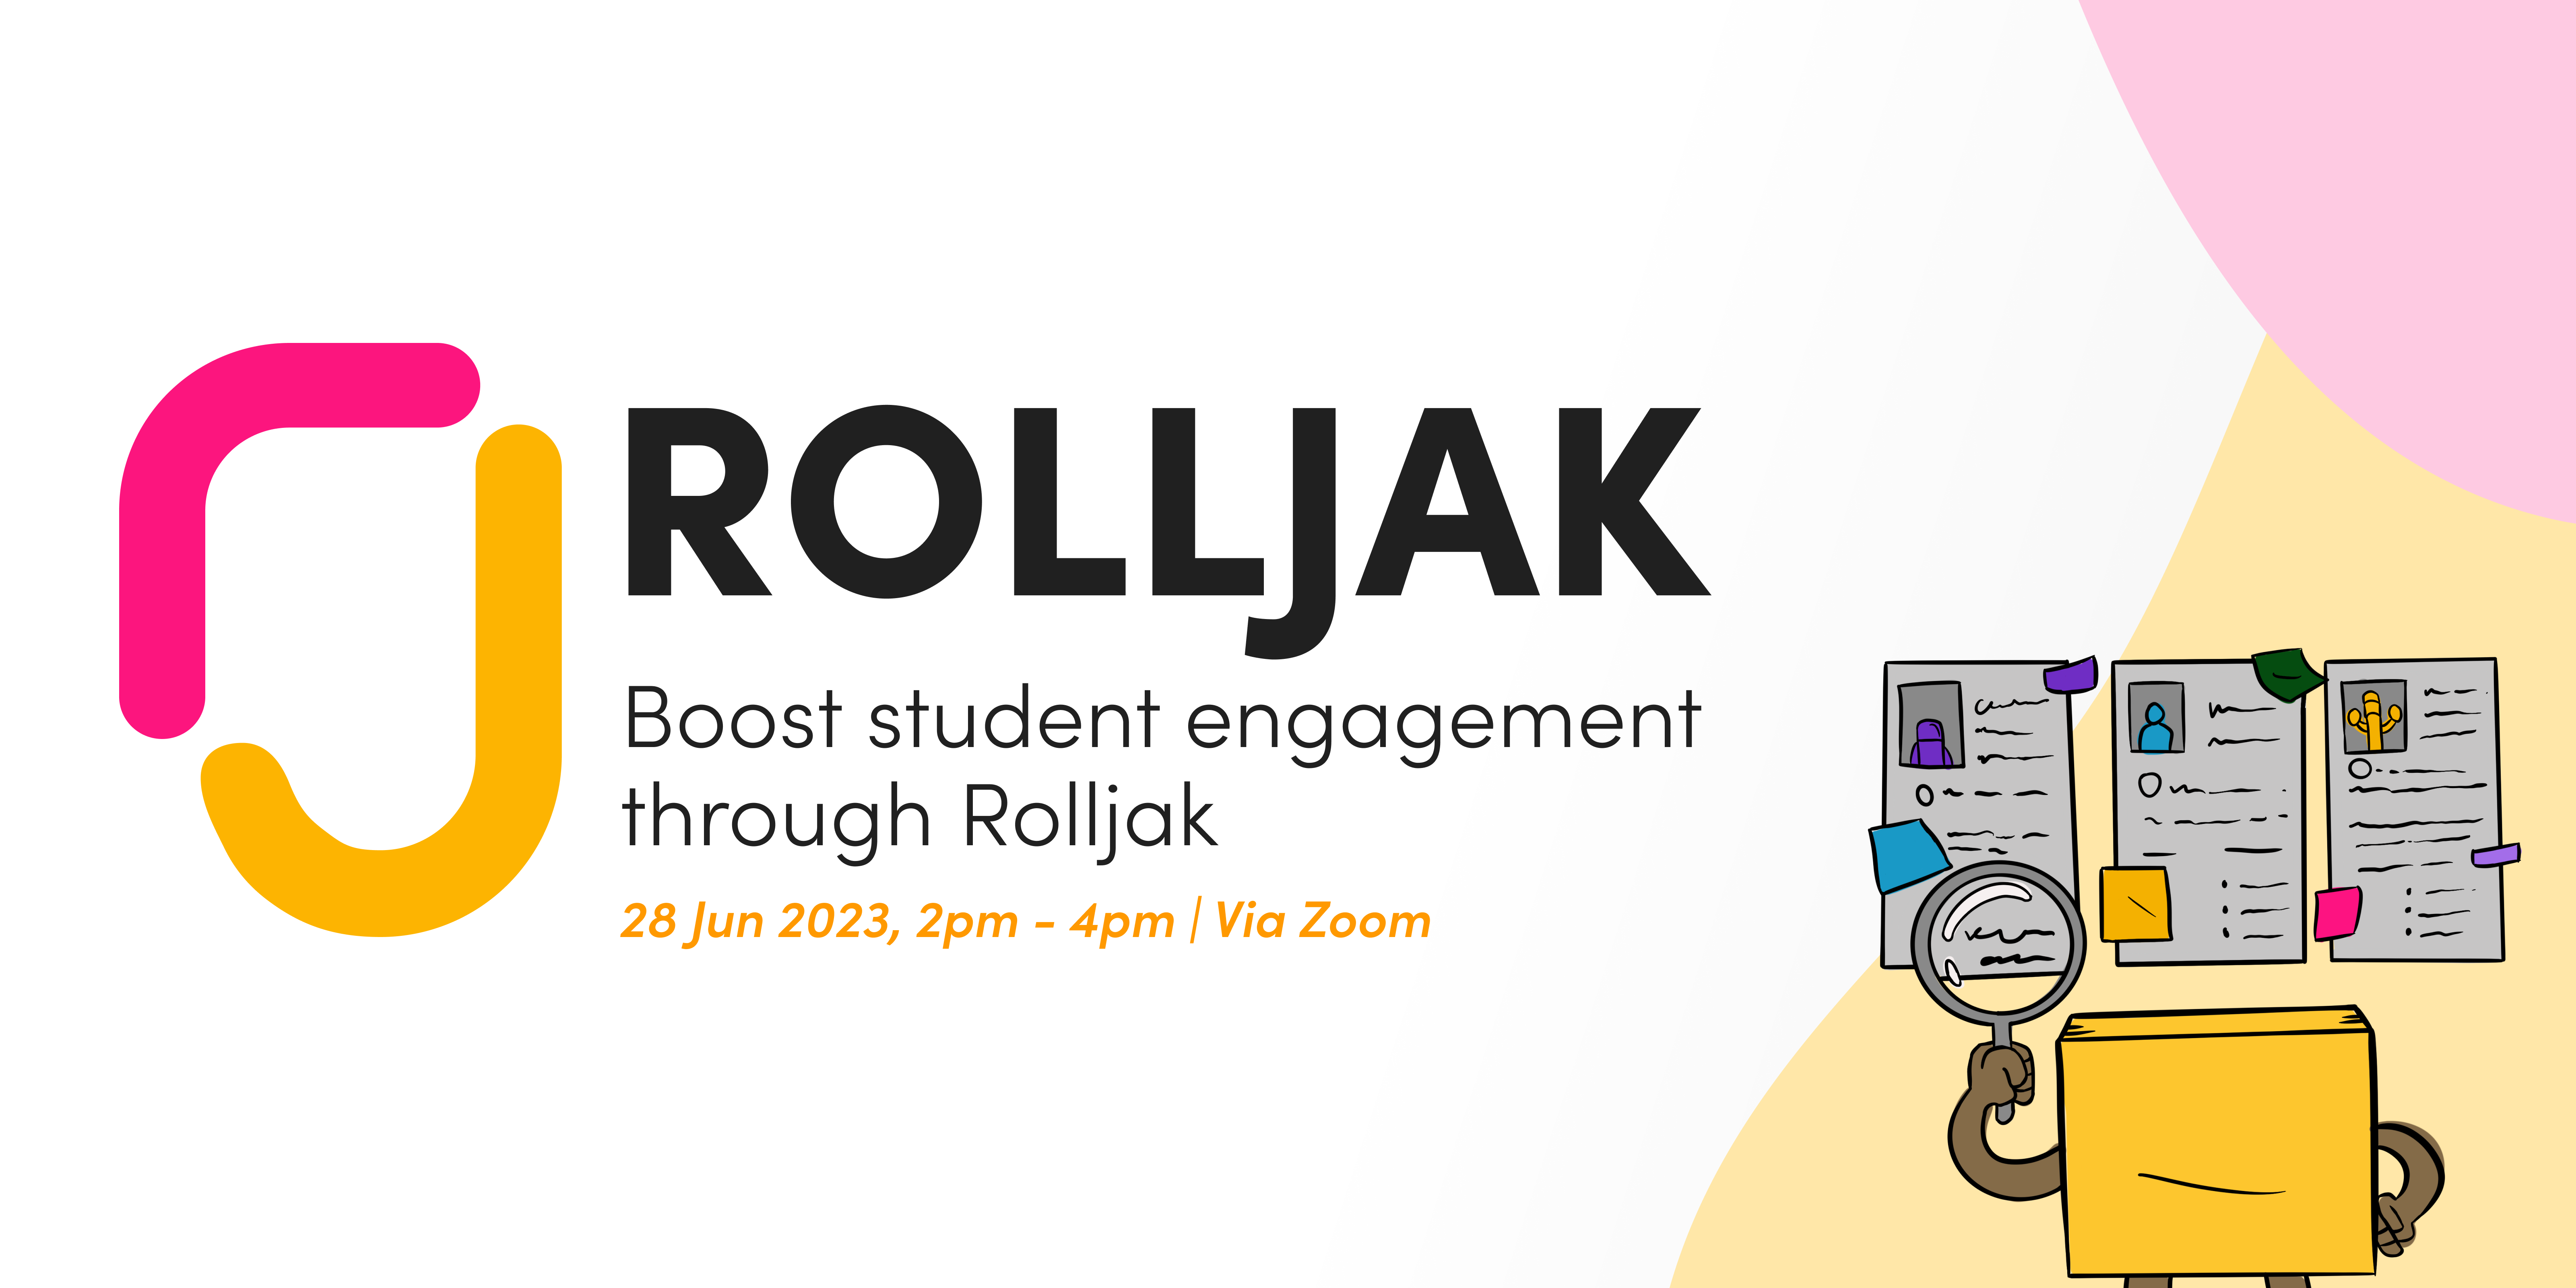 ROLLJAK
Boost student engagement
through Rolljak
28 Jun 2023, 2pm - 4pm | Via Zoom